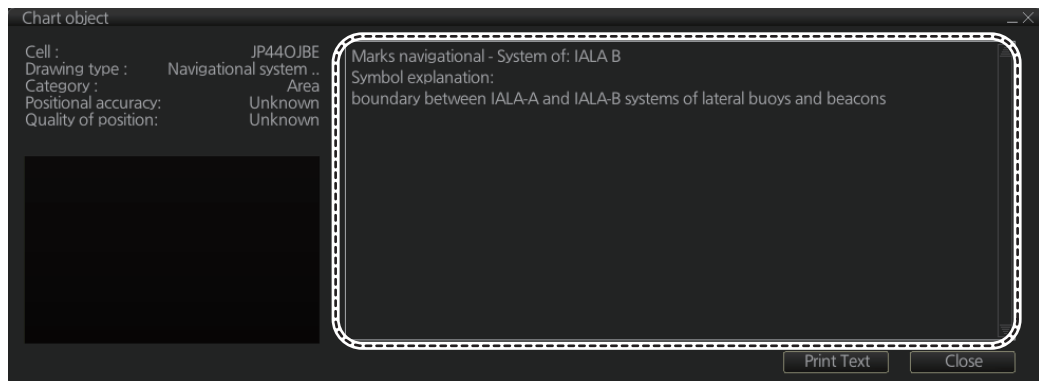 Chart object
Cell : JP44OJBE
Drawing type : Navigational system ..
Category : Area
Positional accuracy: Unknown
Quality of position: Unknown
Marks navigational - System of: IALA B
Symbol explanation:
boundary between IALA-A and IALA-B systems of lateral buoys and beacons
Print Text
Close